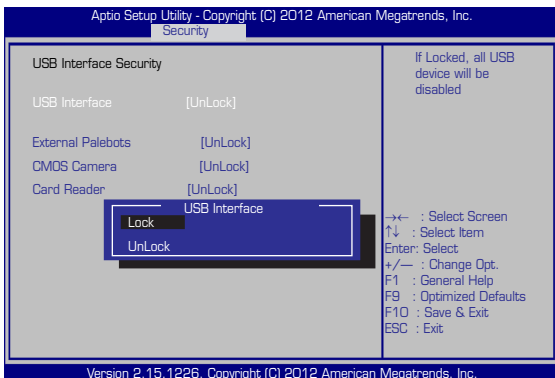 Aptio Setup Utility - Copyright (C) 2012 American Megatrends, Inc.
Security
USB Interface Security
USB Interface [UnLock]
External Palebots [UnLock]
CMOS Camera [UnLock]
Card Reader [UnLock]
USB Interface
Lock
UnLock
If Locked, all USB
device will be
disabled
→← : Select Screen
↑↓ : Select Item
Enter: Select
+/— : Change Opt.
F1 : General Help
F9 : Optimized Defaults
F10 : Save & Exit
ESC : Exit
Version 2.15.1226. Copyright (C) 2012 American Megatrends, Inc.